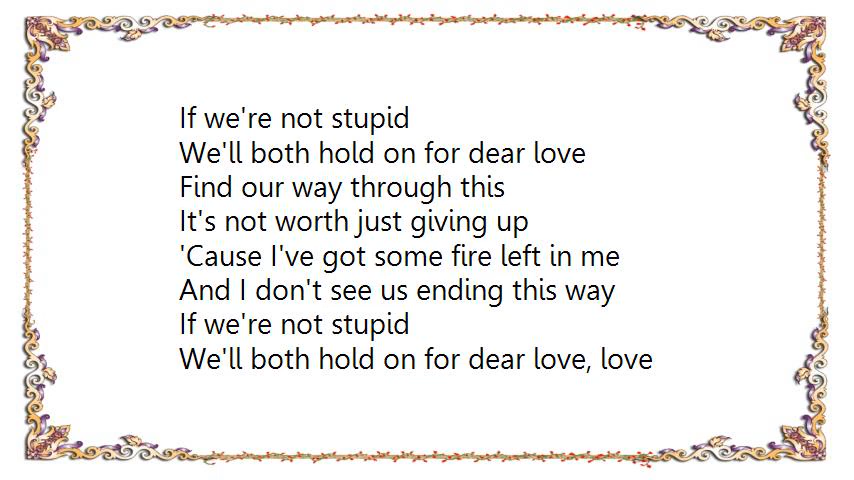 If we're not stupid
We'll both hold on for dear love
Find our way through this
It's not worth just giving up
'Cause I've got some fire left in me
And I don't see us ending this way
If we're not stupid
We'll both hold on for dear love, love